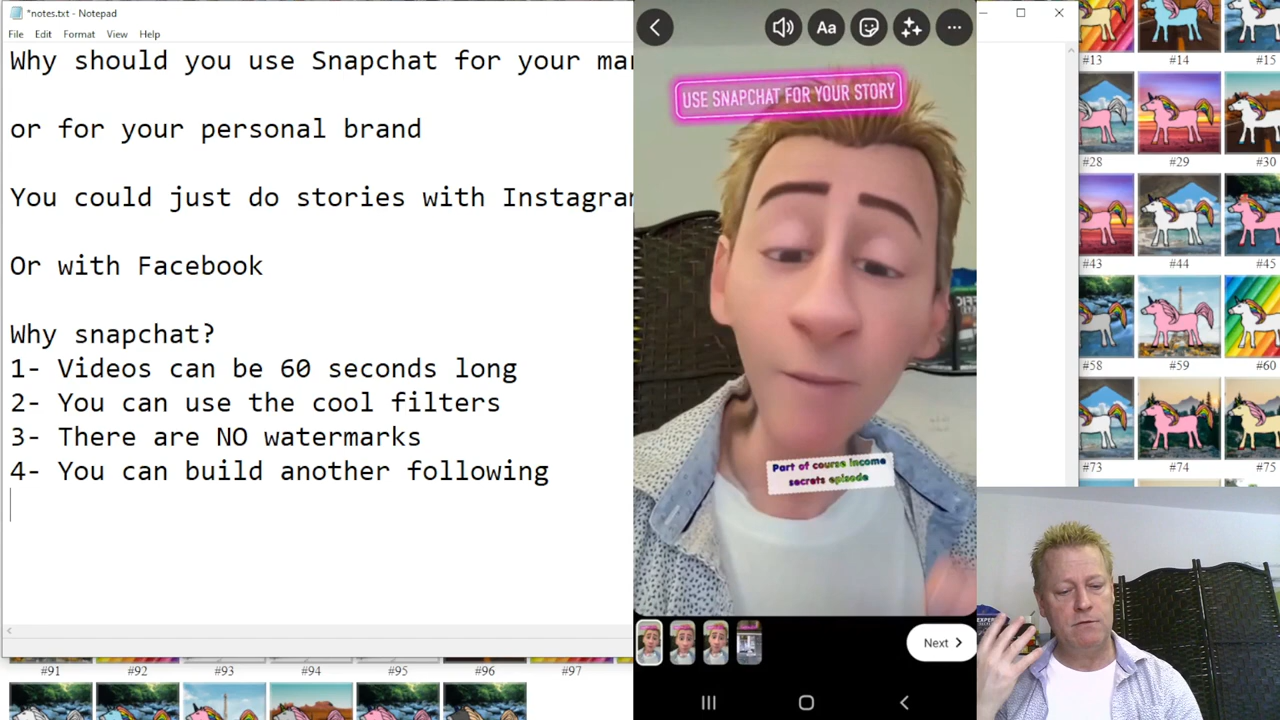 *notes.txt - Notepad
File Edit Format View Help
Why should you use Snapchat for your
or for your personal brand
You could just do stories with
Or with Facebook
Why snapchat?
1- Videos can be 60 seconds long
2- You can use the cool filters
3- There are NO watermarks
4- You can build another following
Aa
USE SNAPCHAT FOR YOUR STORY
Part of course income
secrets episode
Next
#13 #14 #15
#28 #29 #30
#43 #44 #45
#58 #59 #60
#73 #74 #75
#91 #92 #93 #94 #95 #96 #97